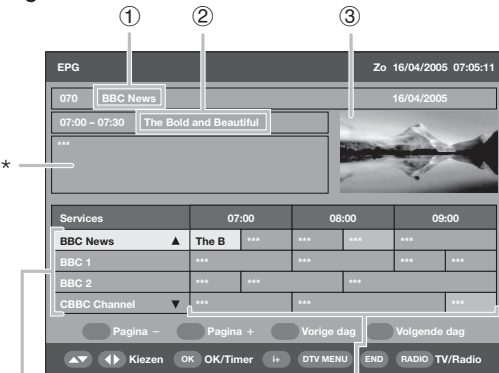 ① ② ③
EPG Zo 16/04/2005 07:05:11
070 BBC News 16/04/2005
07:00 – 07:30 The Bold and Beautiful
***
*
Services 07:00 08:00 09:00
BBC News ▲ The B *** *** *** ***
BBC 1 *** *** *** ***
BBC 2 *** *** ***
CBBC Channel ▼ *** *** ***
Pagina − Pagina + Vorige dag Volgende dag
▲▼ ◀▶ Kiezen OK OK/Timer i+ DTV MENU END RADIO TV/Radio